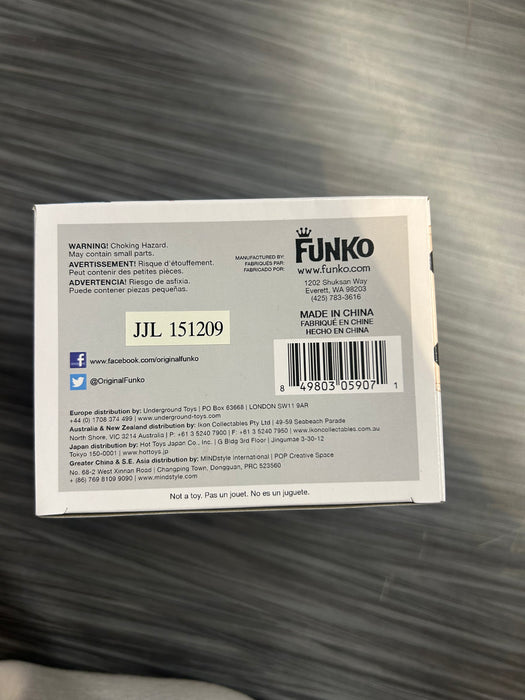 WARNING! Choking Hazard.
May contain small parts.
AVERTISSEMENT! Risque d'étouffement.
Peut contenir des petites pièces.
ADVERTENCIA! Riesgo de asfixia.
Puede contener piezas pequeñas.
MANUFACTURED BY:
FABRIQUÉS PAR:
FABRICADO POR:
FUNKO
www.funko.com
1202 Shuksan Way
Everett, WA 98203
(425) 783-3616
MADE IN CHINA
FABRIQUÉ EN CHINE
HECHO EN CHINA
JJL 151209
www.facebook.com/originalfunko
@OriginalFunko
8 49803 05907 1
Europe distribution by: Underground Toys | PO Box 63668 | LONDON SW11 9AR
+44 (0) 1708 374 499 | www.underground-toys.com
Australia & New Zealand distribution by: Ikon Collectables Pty Ltd | 49-59 Seabeach Parade
North Shore, VIC 3214 Australia | P: +61 3 5240 7900 | F: +61 3 5240 7950 | www.ikoncollectables.com.au
Japan distribution by: Hot Toys Japan Co., Inc. | G Bldg 3rd Floor | Jingumae 3-30-12
Tokyo 150-0001 | www.hottoys.jp
Greater China & S.E. Asia distribution by: MINDstyle International | POP Creative Space
No. 68-2 West Xinnan Road | Changping Town, Dongguan, PRC 523560
+ (86) 769 8109 9090 | www.mindstyle.com
Not a toy. Pas un jouet. No es un juguete.